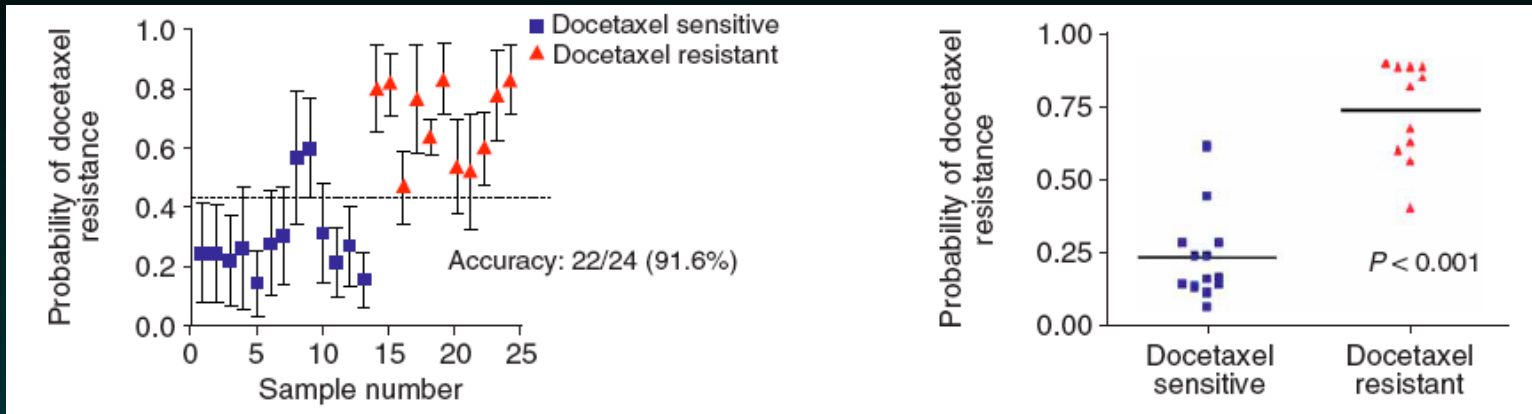 Probability of docetaxel
resistance
1.0
0.8
0.6
0.4
0.2
0.0
0
5
10
15
20
25
Sample number
Docetaxel sensitive
Docetaxel resistant
Accuracy: 22/24 (91.6%)
Probability of docetaxel
resistance
1.00
0.75
0.50
0.25
0.00
P < 0.001
Docetaxel
sensitive
Docetaxel
resistant